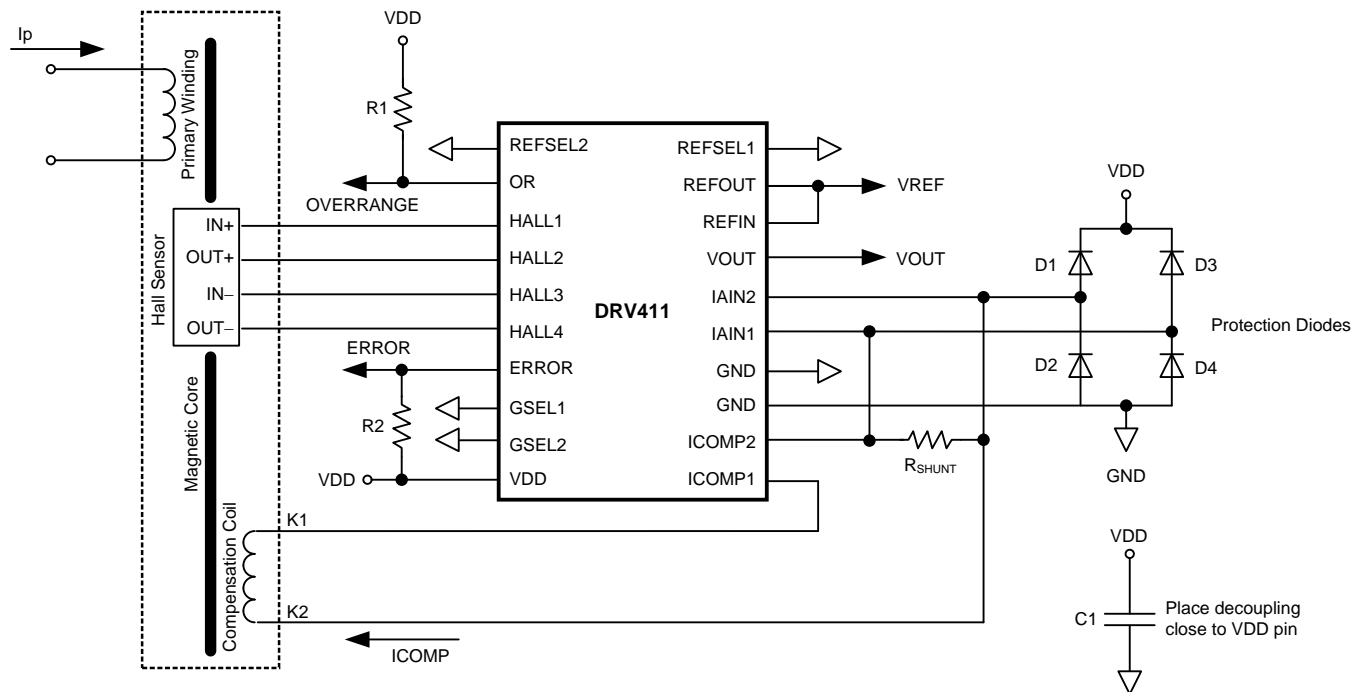 Ip
Primary Winding
VDD
R1
OVERRANGE
Hall Sensor
IN+
OUT+
IN−
OUT−
Magnetic Core
Compensation Coil
ERROR
R2
VDD
K1
K2
ICOMP
DRV411
REFSEL2
OR
HALL1
HALL2
HALL3
HALL4
ERROR
GSEL1
GSEL2
VDD
REFSEL1
REFOUT
REFIN
VOUT
IAIN2
IAIN1
GND
GND
ICOMP2
ICOMP1
VREF
VOUT
RSHUNT
VDD
D1
D3
D2
D4
Protection Diodes
GND
VDD
C1
Place decoupling
close to VDD pin